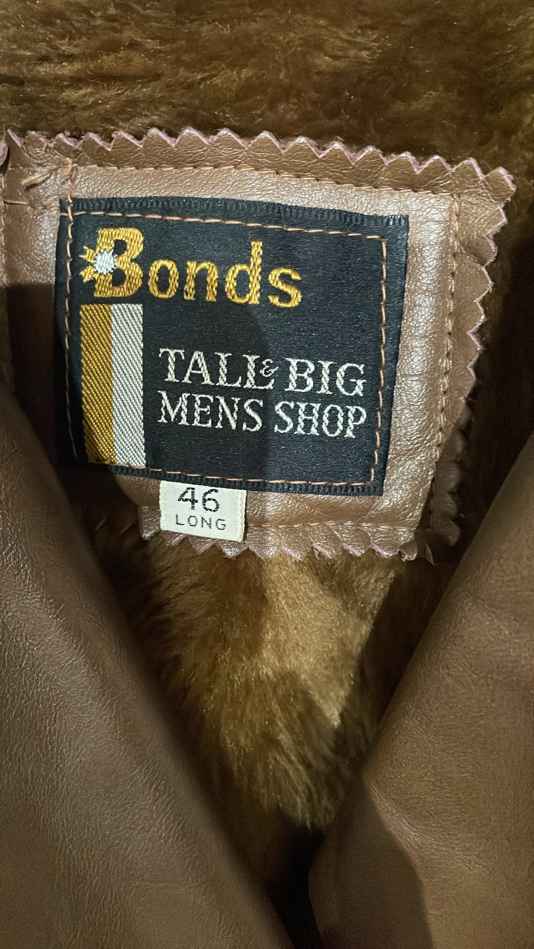 Bonds
TALL & BIG
MENS SHOP
46
LONG